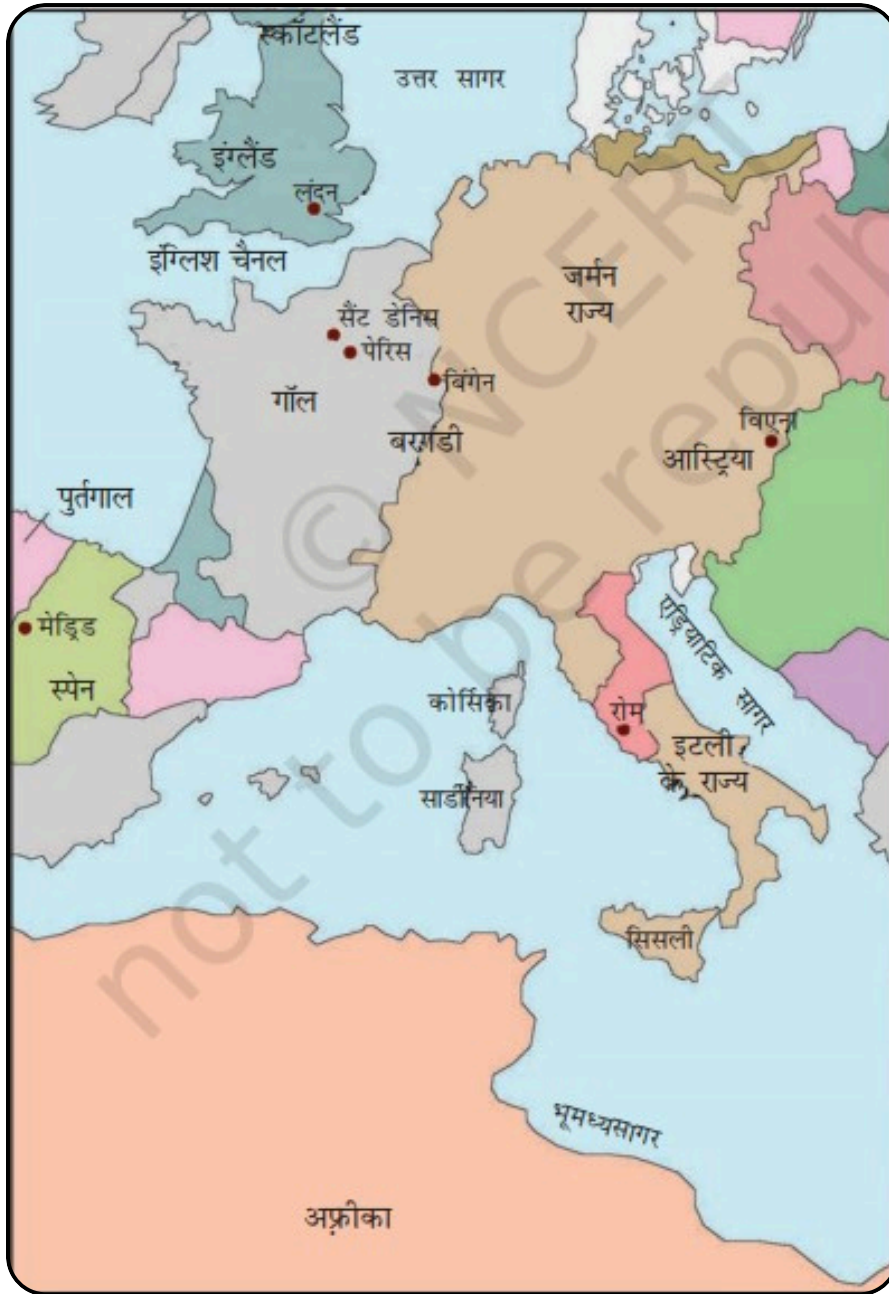 स्कॉटलैंड
उत्तर सागर
इंग्लैंड
लंदन
इंग्लिश चैनल
जर्मन
राज्य
सैंट डेनिस
पेरिस
बिंगेन
गॉल
बरगंडी
विएना
आस्ट्रिया
पुर्तगाल
मेड्रिड
स्पेन
एड्रियाटिक सागर
कोर्सिका
रोम
इटली
के राज्य
सार्डीनिया
सिसली
भूमध्यसागर
अफ़्रीका
© NCERT
not to be republ